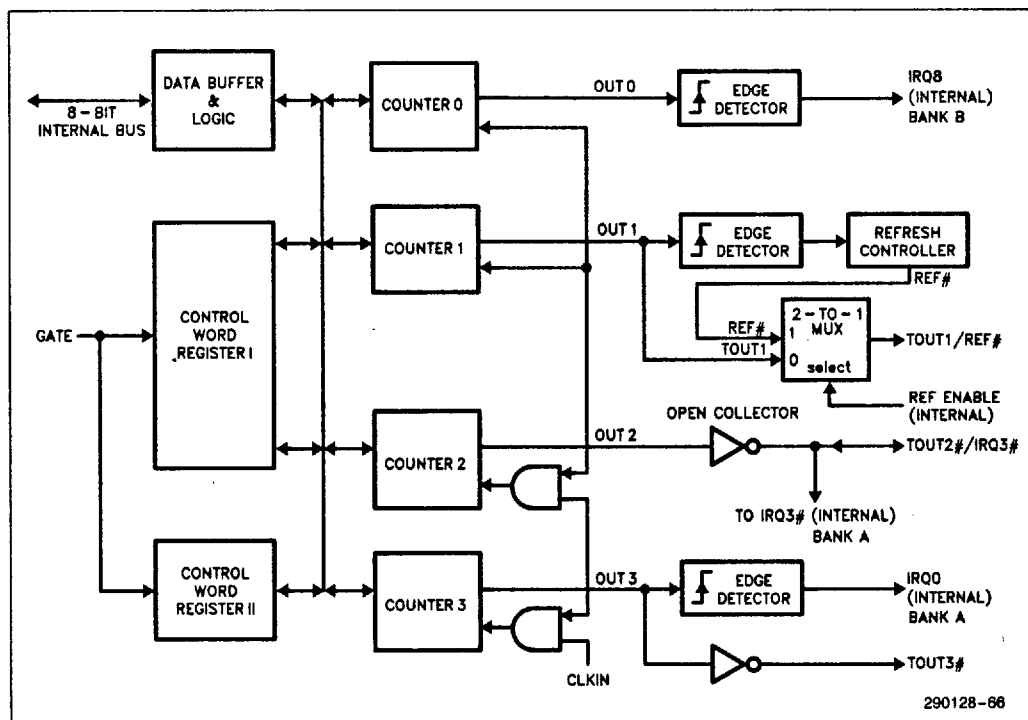 DATA BUFFER
&
LOGIC
8-BIT
INTERNAL BUS
COUNTER 0
OUT 0
EDGE
DETECTOR
IRQ8
(INTERNAL)
BANK B
CONTROL
WORD
REGISTER I
GATE
COUNTER 1
OUT 1
EDGE
DETECTOR
REFRESH
CONTROLLER
REF#
2-TO-1
MUX
REF#
1
TOUT1
0
select
TOUT1/REF#
REF ENABLE
(INTERNAL)
COUNTER 2
OUT 2
OPEN COLLECTOR
TOUT2#/IRQ3#
TO IRQ3# (INTERNAL)
BANK A
CONTROL
WORD
REGISTER II
COUNTER 3
OUT 3
EDGE
DETECTOR
IRQ0
(INTERNAL)
BANK A
CLKIN
TOUT3#
290128-66